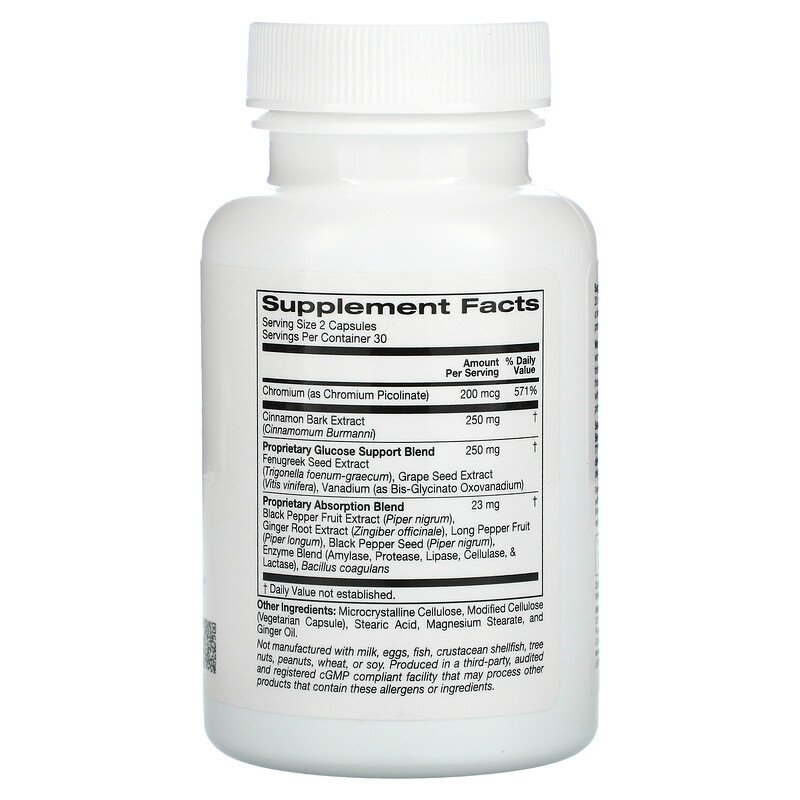 Supplement Facts
Serving Size 2 Capsules
Servings Per Container 30
Amount Per Serving % Daily Value
Chromium (as Chromium Picolinate) 200 mcg 571%
Cinnamon Bark Extract 250 mg †
(Cinnamomum Burmanni)
Proprietary Glucose Support Blend 250 mg †
Fenugreek Seed Extract
(Trigonella foenum-graecum), Grape Seed Extract
(Vitis vinifera), Vanadium (as Bis-Glycinato Oxovanadium)
Proprietary Absorption Blend 23 mg †
Black Pepper Fruit Extract (Piper nigrum),
Ginger Root Extract (Zingiber officinale), Long Pepper Fruit
(Piper longum), Black Pepper Seed (Piper nigrum),
Enzyme Blend (Amylase, Protease, Lipase, Cellulase, &
Lactase), Bacillus coagulans
† Daily Value not established.
Other Ingredients: Microcrystalline Cellulose, Modified Cellulose
(Vegetarian Capsule), Stearic Acid, Magnesium Stearate, and
Ginger Oil.
Not manufactured with milk, eggs, fish, crustacean shellfish, tree
nuts, peanuts, wheat, or soy. Produced in a third-party, audited
and registered cGMP compliant facility that may process other
products that contain these allergens or ingredients.